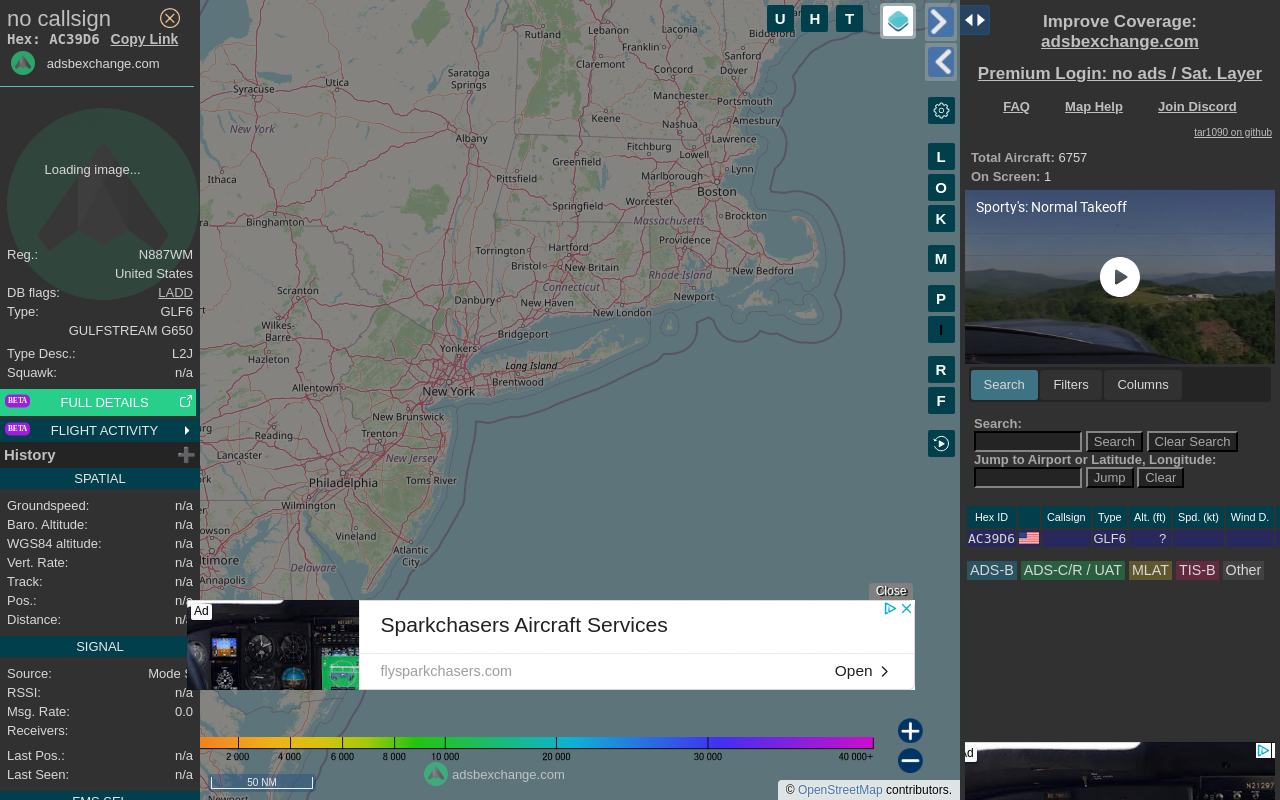 no callsign
Hex: AC39D6 Copy Link
adsbexchange.com
Loading image...
Reg.: N887WM
United States
DB flags: LADD
Type: GLF6
GULFSTREAM G650
Type Desc.: L2J
Squawk: n/a
BETA FULL DETAILS
BETA FLIGHT ACTIVITY
History
SPATIAL
Groundspeed: n/a
Baro. Altitude: n/a
WGS84 altitude: n/a
Vert. Rate: n/a
Track: n/a
Pos.: n/a
Distance: n/
SIGNAL
Source: Mode S
RSSI: n/a
Msg. Rate: 0.0
Receivers:
Last Pos.: n/a
Last Seen: n/a
U H T
L
O
K
M
P
I
R
F
Rutland
Lebanon
Laconia
Biddeford
Franklin
Claremont
Sanford
Saratoga
Springs
Concord
Dover
Utica
Syracuse
Manchester
Portsmouth
Keene
Nashua
Amesbury
New York
Albany
Fitchburg
Lawrence
Greenfield
Lowell
Lynn
Ithaca
Pittsfield
Marlborough
Boston
Springfield
Worcester
Binghamton
Massachusetts
Brockton
Torrington
Hartford
Providence
Bristol
New Britain
Rhode Island
New Bedford
Connecticut
Scranton
Danbury
New Haven
New London
Newport
Wilkes-
Barre
Bridgeport
Hazleton
Yonkers
Long Island
Allentown
New York
Brentwood
New Brunswick
Reading
Trenton
Lancaster
New Jersey
Philadelphia
Toms River
Wilmington
Vineland
Atlantic
City
Annapolis
Delaware
Close
Ad
Sparkchasers Aircraft Services
flysparkchasers.com
Open
2 000 4 000 6 000 8 000 10 000 20 000 30 000 40 000+
adsbexchange.com
50 NM
Newport
© OpenStreetMap contributors.
Improve Coverage:
adsbexchange.com
Premium Login: no ads / Sat. Layer
FAQ Map Help Join Discord
tar1090 on github
Total Aircraft: 6757
On Screen: 1
Sporty's: Normal Takeoff
Search Filters Columns
Search:
Search Clear Search
Jump to Airport or Latitude, Longitude:
Jump Clear
Hex ID Callsign Type Alt. (ft) Spd. (kt) Wind D.
AC39D6 GLF6 ?
ADS-B ADS-C/R / UAT MLAT TIS-B Other
N21297